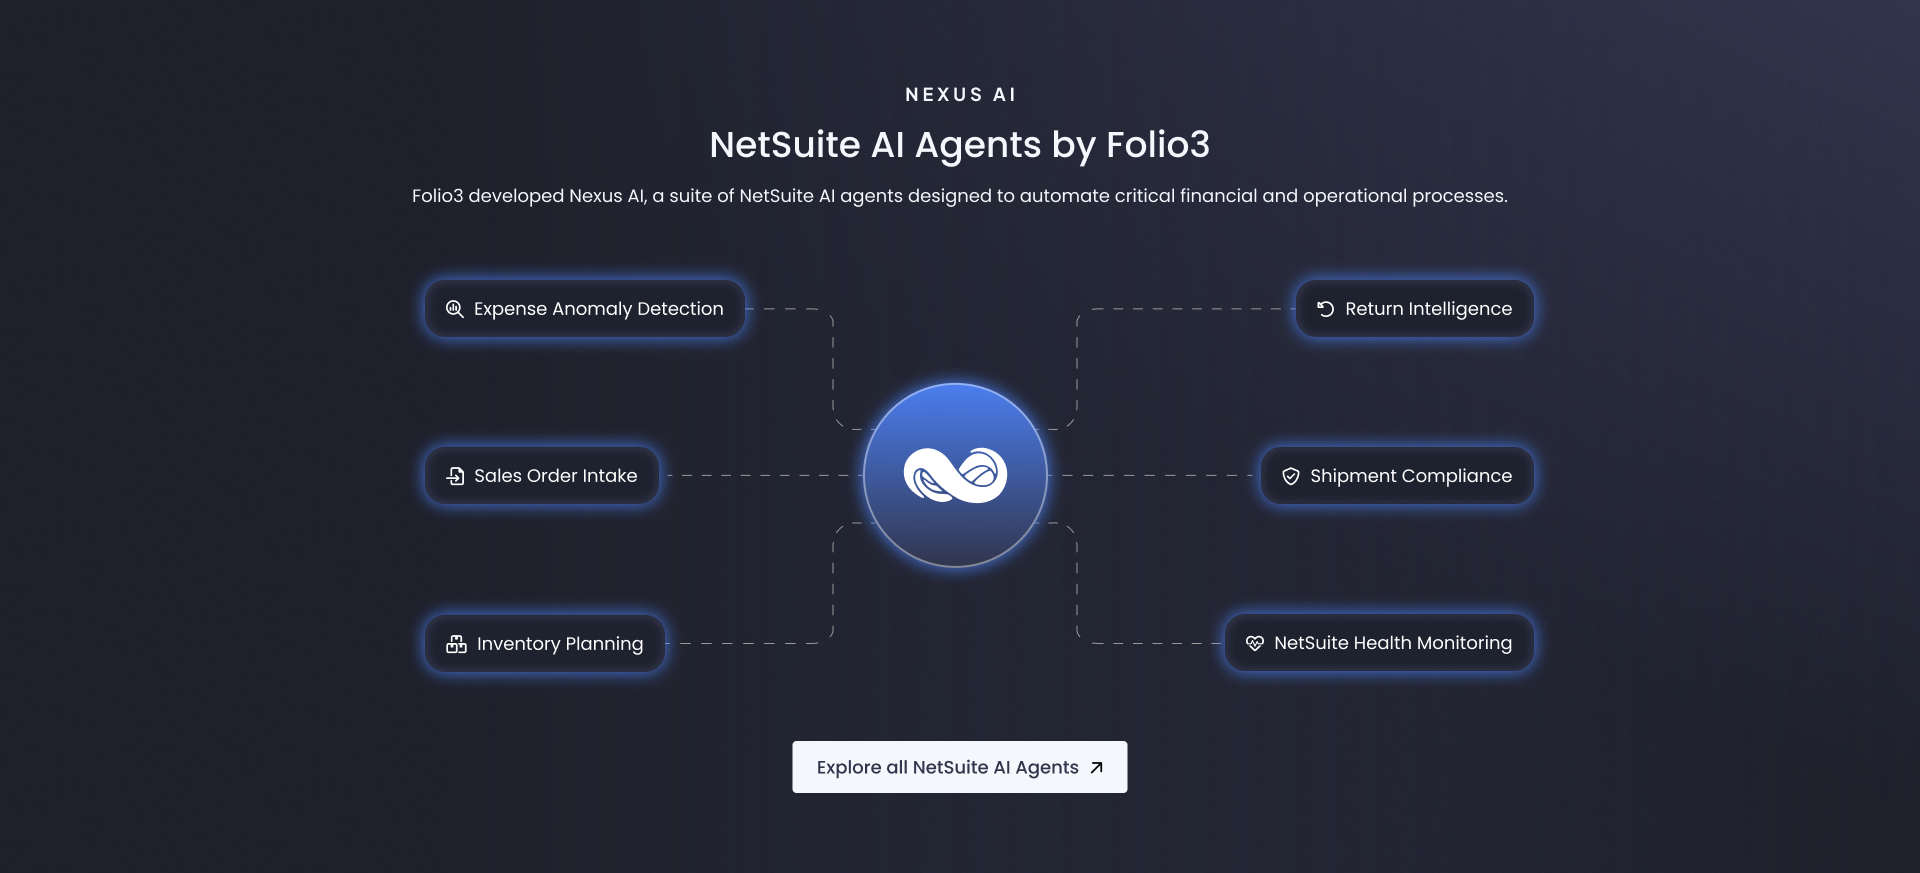 NEXUS AI
NetSuite AI Agents by Folio3
Folio3 developed Nexus AI, a suite of NetSuite AI agents designed to automate critical financial and operational processes.
Expense Anomaly Detection
Return Intelligence
Sales Order Intake
Shipment Compliance
Inventory Planning
NetSuite Health Monitoring
Explore all NetSuite AI Agents